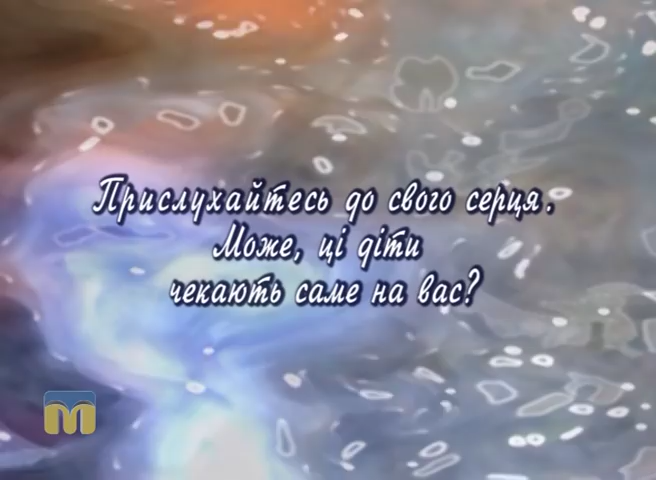 Прислухайтесь до свого серця.
Може, ці діти
чекають саме на вас?